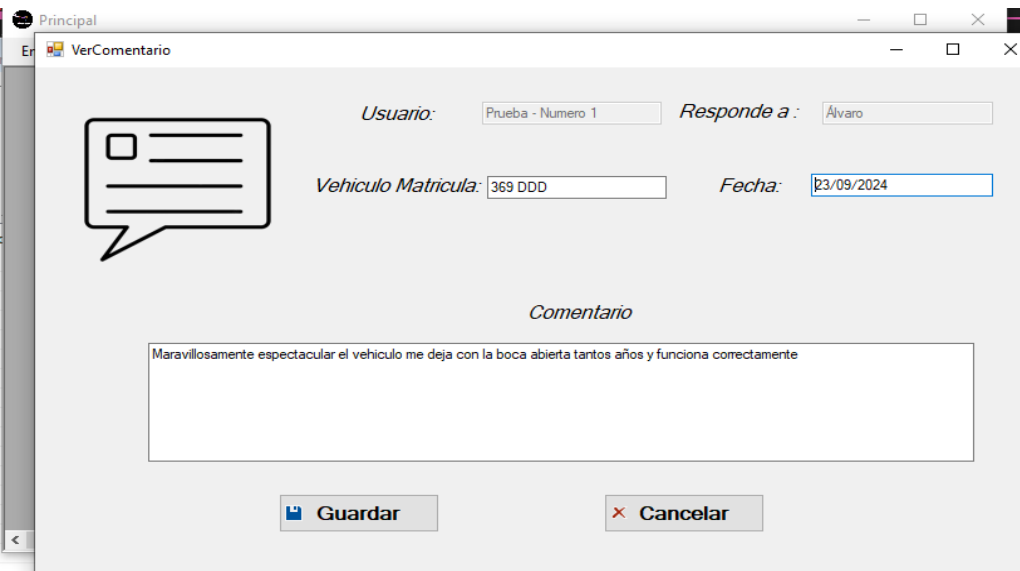 Principal
Er
VerComentario
Usuario:
Prueba - Numero 1
Responde a :
Álvaro
Vehiculo Matricula:
369 DDD
Fecha:
23/09/2024
Comentario
Maravillosamente espectacular el vehiculo me deja con la boca abierta tantos años y funciona correctamente
Guardar
Cancelar